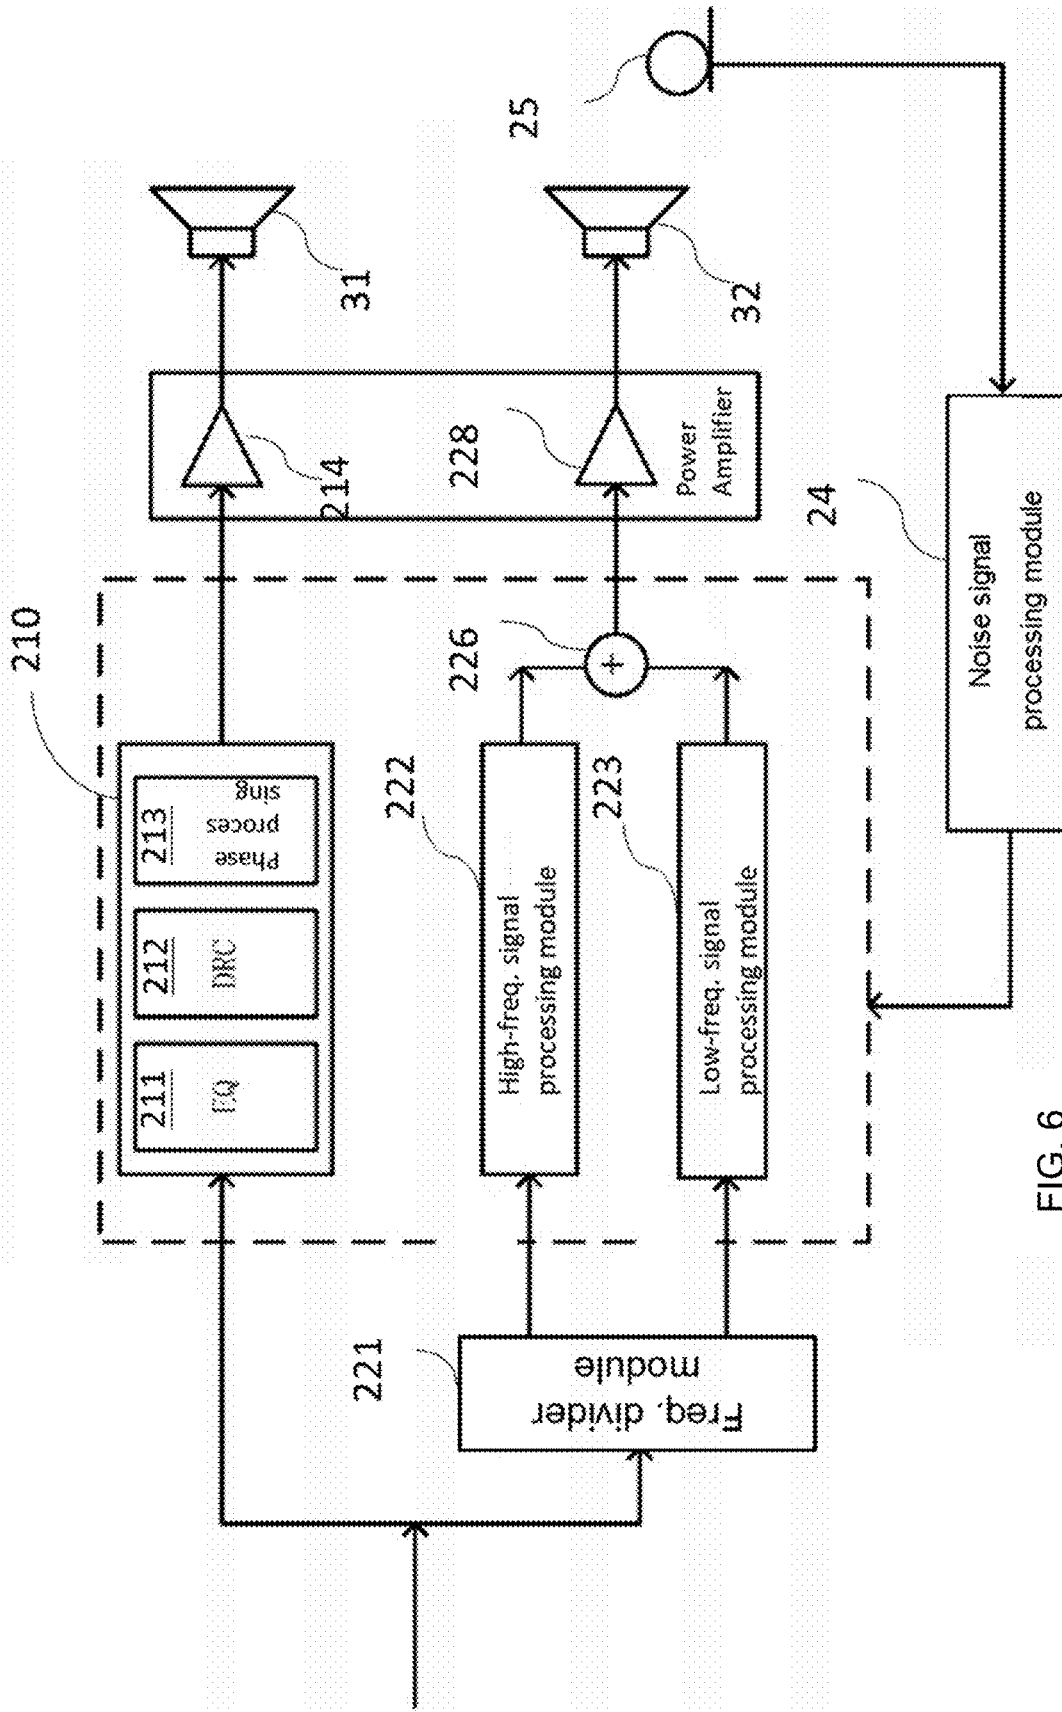 210
211
EQ
212
DRC
213
Phase
proces
sing
214
31
221
Freq. divider
module
222
High-freq. signal
processing module
223
Low-freq. signal
processing module
226
+
228
Power
Amplifier
32
25
24
Noise signal
processing module
FIG. 6